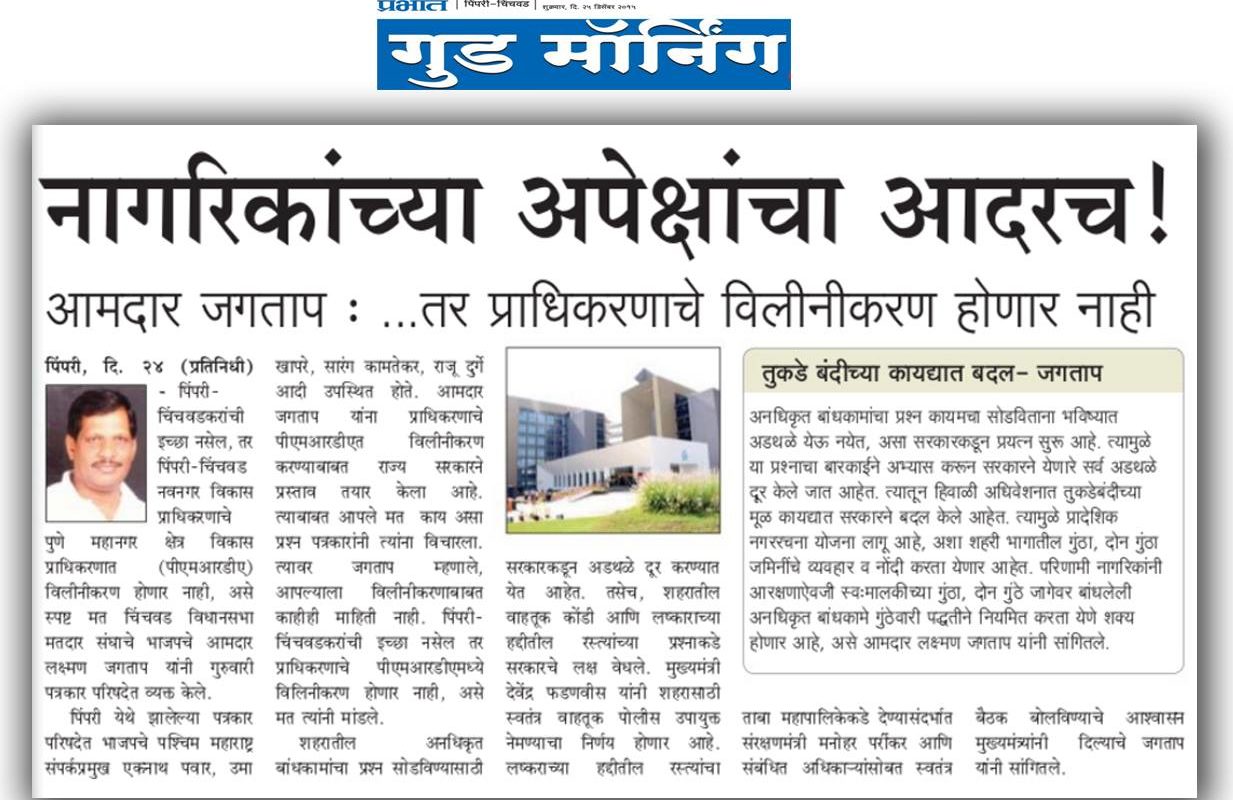 प्रभात | पिंपरी-चिंचवड | शुक्रवार, दि. २५ डिसेंबर २०१५
गुड मॉर्निंग
नागरिकांच्या अपेक्षांचा आदरच!
आमदार जगताप : ...तर प्राधिकरणाचे विलीनीकरण होणार नाही
पिंपरी, दि. २४ (प्रतिनिधी)
- पिंपरी-
चिंचवडकरांची
इच्छा नसेल, तर
पिंपरी-चिंचवड
नवनगर विकास
प्राधिकरणाचे
पुणे महानगर क्षेत्र विकास
प्राधिकरणात (पीएमआरडीए)
विलीनीकरण होणार नाही, असे
स्पष्ट मत चिंचवड विधानसभा
मतदार संघाचे भाजपचे आमदार
लक्ष्मण जगताप यांनी गुरुवारी
पत्रकार परिषदेत व्यक्त केले.
पिंपरी येथे झालेल्या पत्रकार
परिषदेत भाजपचे पश्चिम महाराष्ट्र
संपर्कप्रमुख एकनाथ पवार, उमा
खापरे, सारंग कामतेकर, राजू दुर्गे
आदी उपस्थित होते. आमदार
जगताप यांना प्राधिकरणाचे
पीएमआरडीएत विलीनीकरण
करण्याबाबत राज्य सरकारने
प्रस्ताव तयार केला आहे.
त्याबाबत आपले मत काय असा
प्रश्न पत्रकारांनी त्यांना विचारला.
त्यावर जगताप म्हणाले,
आपल्याला विलीनीकरणाबाबत
काहीही माहिती नाही. पिंपरी-
चिंचवडकरांची इच्छा नसेल तर
प्राधिकरणाचे पीएमआरडीएमध्ये
विलिनीकरण होणार नाही, असे
मत त्यांनी मांडले.
शहरातील अनधिकृत
बांधकामांचा प्रश्न सोडविण्यासाठी
सरकारकडून अडथळे दूर करण्यात
येत आहेत. तसेच, शहरातील
वाहतूक कोंडी आणि लष्काराच्या
हद्दीतील रस्त्यांच्या प्रश्नाकडे
सरकारचे लक्ष वेधले. मुख्यमंत्री
देवेंद्र फडणवीस यांनी शहरासाठी
स्वतंत्र वाहतूक पोलीस उपायुक्त
नेमण्याचा निर्णय होणार आहे.
लष्कराच्या हद्दीतील रस्त्यांचा
तुकडे बंदीच्या कायद्यात बदल- जगताप
अनधिकृत बांधकामांचा प्रश्न कायमचा सोडविताना भविष्यात
अडथळे येऊ नयेत, असा सरकारकडून प्रयत्न सुरू आहे. त्यामुळे
या प्रश्नाचा बारकाईने अभ्यास करून सरकारने येणारे सर्व अडथळे
दूर केले जात आहेत. त्यातून हिवाळी अधिवेशनात तुकडेबंदीच्या
मूळ कायद्यात सरकारने बदल केले आहेत. त्यामुळे प्रादेशिक
नगररचना योजना लागू आहे, अशा शहरी भागातील गुंठा, दोन गुंठा
जमिनींचे व्यवहार व नोंदी करता येणार आहेत. परिणामी नागरिकांनी
आरक्षणाऐवजी स्वःमालकीच्या गुंठा, दोन गुंठे जागेवर बांधलेली
अनधिकृत बांधकामे गुंठेवारी पद्धतीने नियमित करता येणे शक्य
होणार आहे, असे आमदार लक्ष्मण जगताप यांनी सांगितले.
ताबा महापालिकेकडे देण्यासंदर्भात
संरक्षणमंत्री मनोहर पर्रीकर आणि
संबंधित अधिकाऱ्यांसोबत स्वतंत्र
बैठक बोलविण्याचे आश्वासन
मुख्यमंत्र्यांनी दिल्याचे जगताप
यांनी सांगितले.